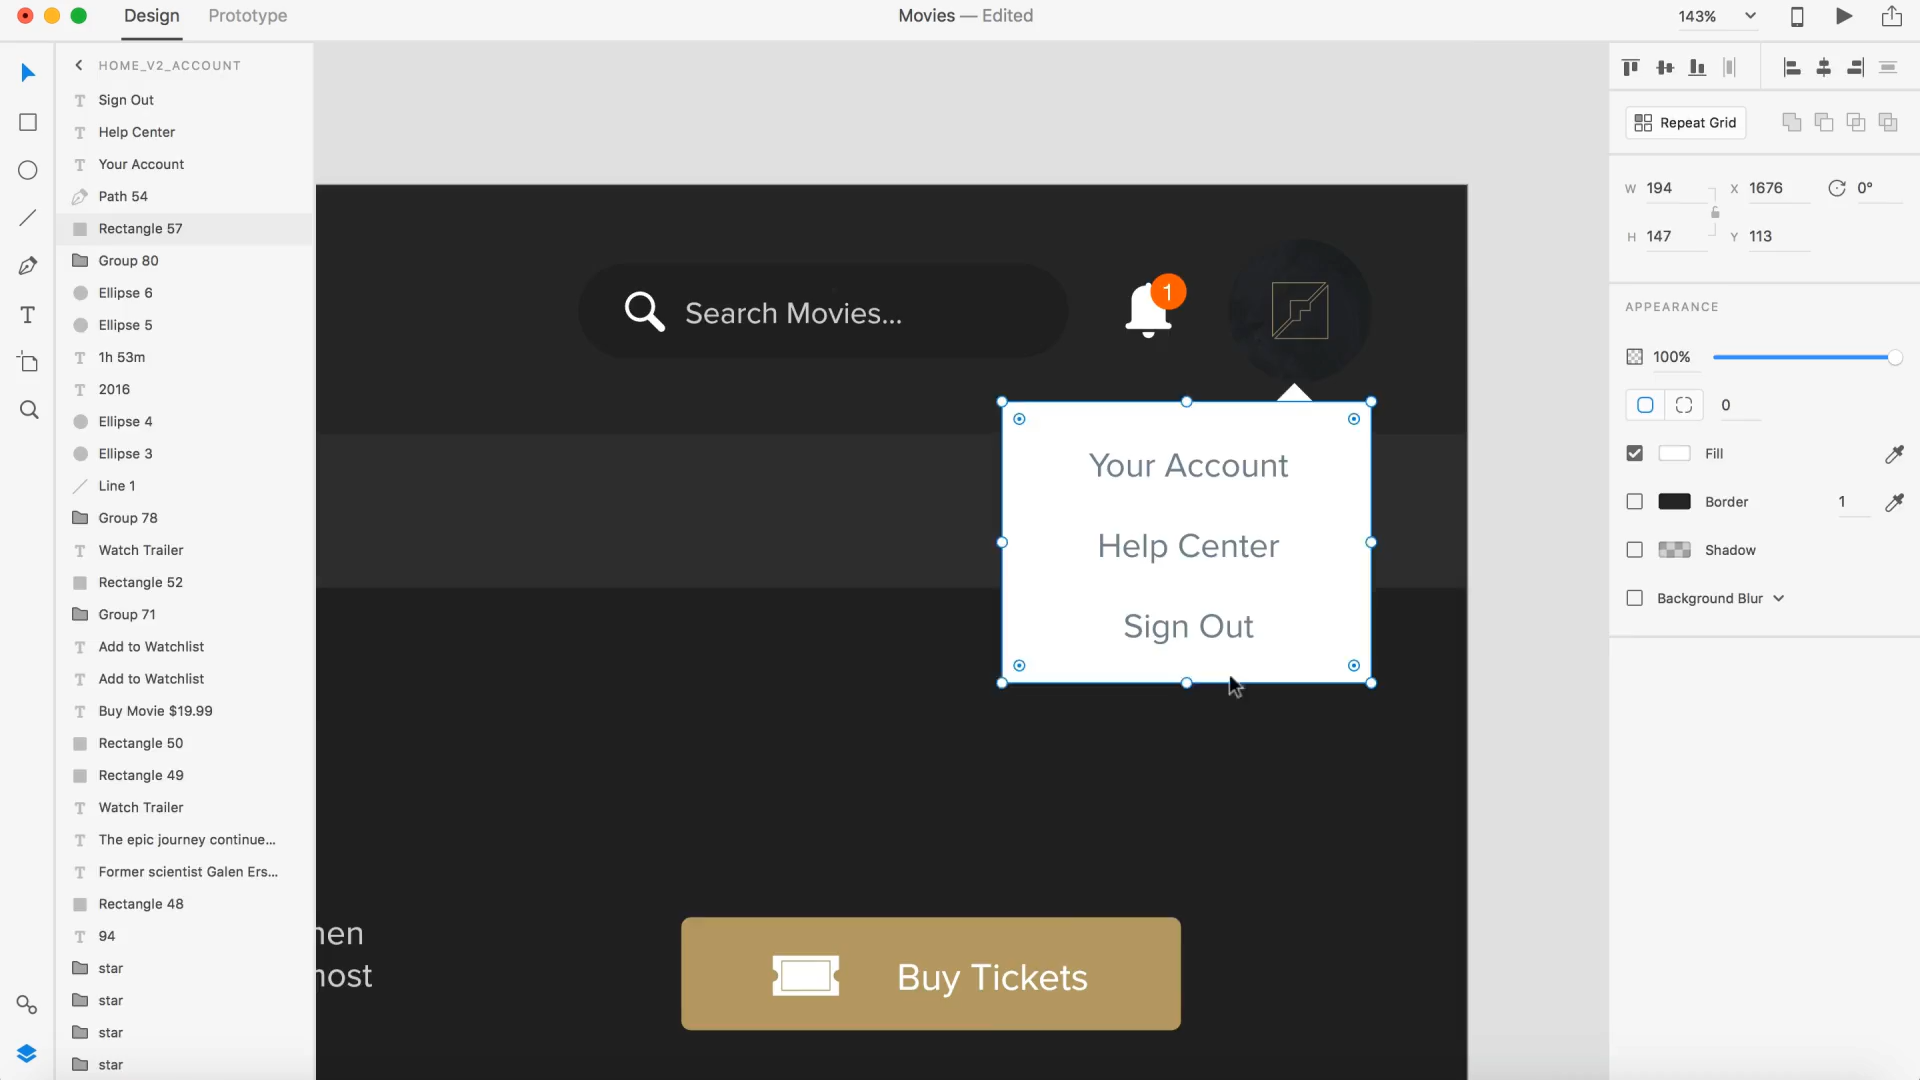 Design
Prototype
Movies — Edited
143%
HOME_V2_ACCOUNT
Sign Out
Help Center
Your Account
Path 54
Rectangle 57
Group 80
Ellipse 6
Ellipse 5
1h 53m
2016
Ellipse 4
Ellipse 3
Line 1
Group 78
Watch Trailer
Rectangle 52
Group 71
Add to Watchlist
Add to Watchlist
Buy Movie $19.99
Rectangle 50
Rectangle 49
Watch Trailer
The epic journey continue...
Former scientist Galen Ers...
Rectangle 48
94
star
star
star
star
Search Movies...
1
Your Account
Help Center
Sign Out
hen
nost
Buy Tickets
Repeat Grid
W 194 X 1676 0°
H 147 Y 113
APPEARANCE
100%
0
Fill
Border 1
Shadow
Background Blur